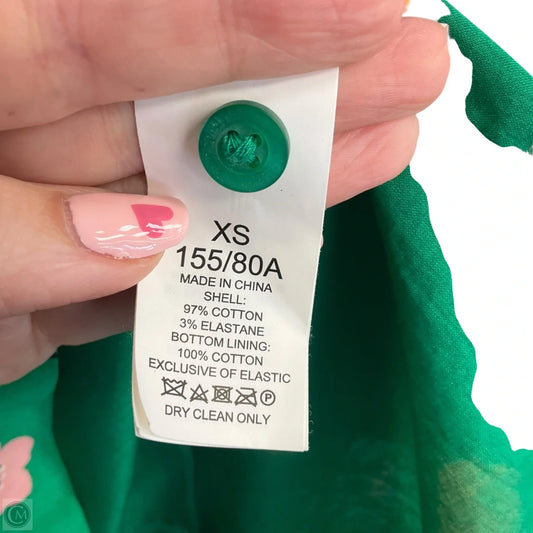 XS
155/80A
MADE IN CHINA
SHELL:
97% COTTON
3% ELASTANE
BOTTOM LINING:
100% COTTON
EXCLUSIVE OF ELASTIC
P
DRY CLEAN ONLY